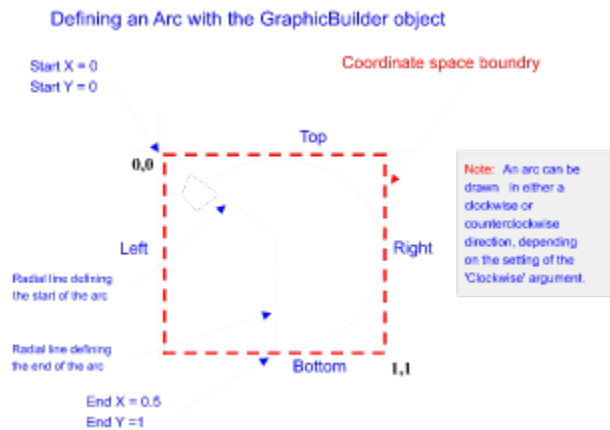 Defining an Arc with the GraphicBuilder object
Start X = 0
Start Y = 0
Coordinate space boundry
Top
0,0
Note: An arc can be
drawn in either a
clockwise or
counterclockwise
direction, depending
on the setting of the
'Clockwise' argument.
Left
Right
Radial line defining
the start of the arc
Radial line defining
the end of the arc
Bottom
1,1
End X = 0.5
End Y =1